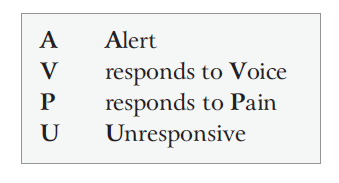 A Alert
V responds to Voice
P responds to Pain
U Unresponsive